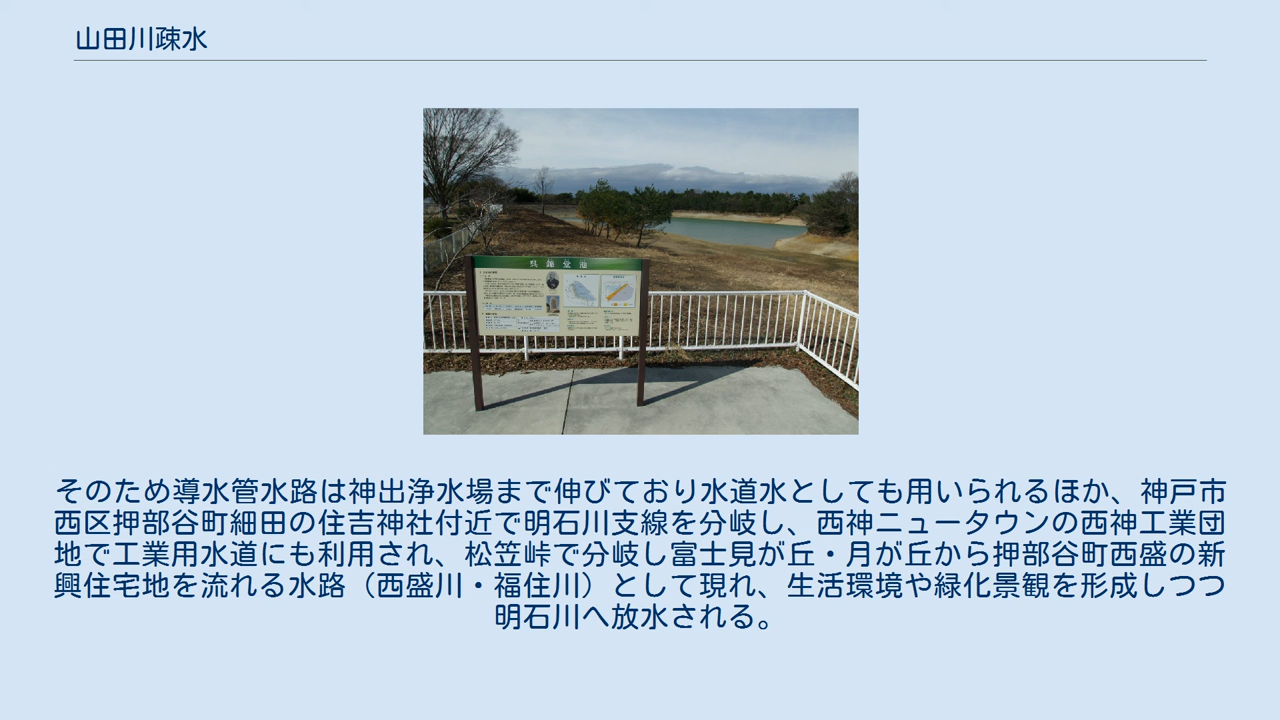 山田川疎水
呉錦堂池
そのため導水管水路は神出浄水場まで伸びており水道水としても用いられるほか、神戸市
西区押部谷町細田の住吉神社付近で明石川支線を分岐し、西神ニュータウンの西神工業団
地で工業用水道にも利用され、松笠峠で分岐し富士見が丘・月が丘から押部谷町西盛の新
興住宅地を流れる水路（西盛川・福住川）として現れ、生活環境や緑化景観を形成しつつ
明石川へ放水される。